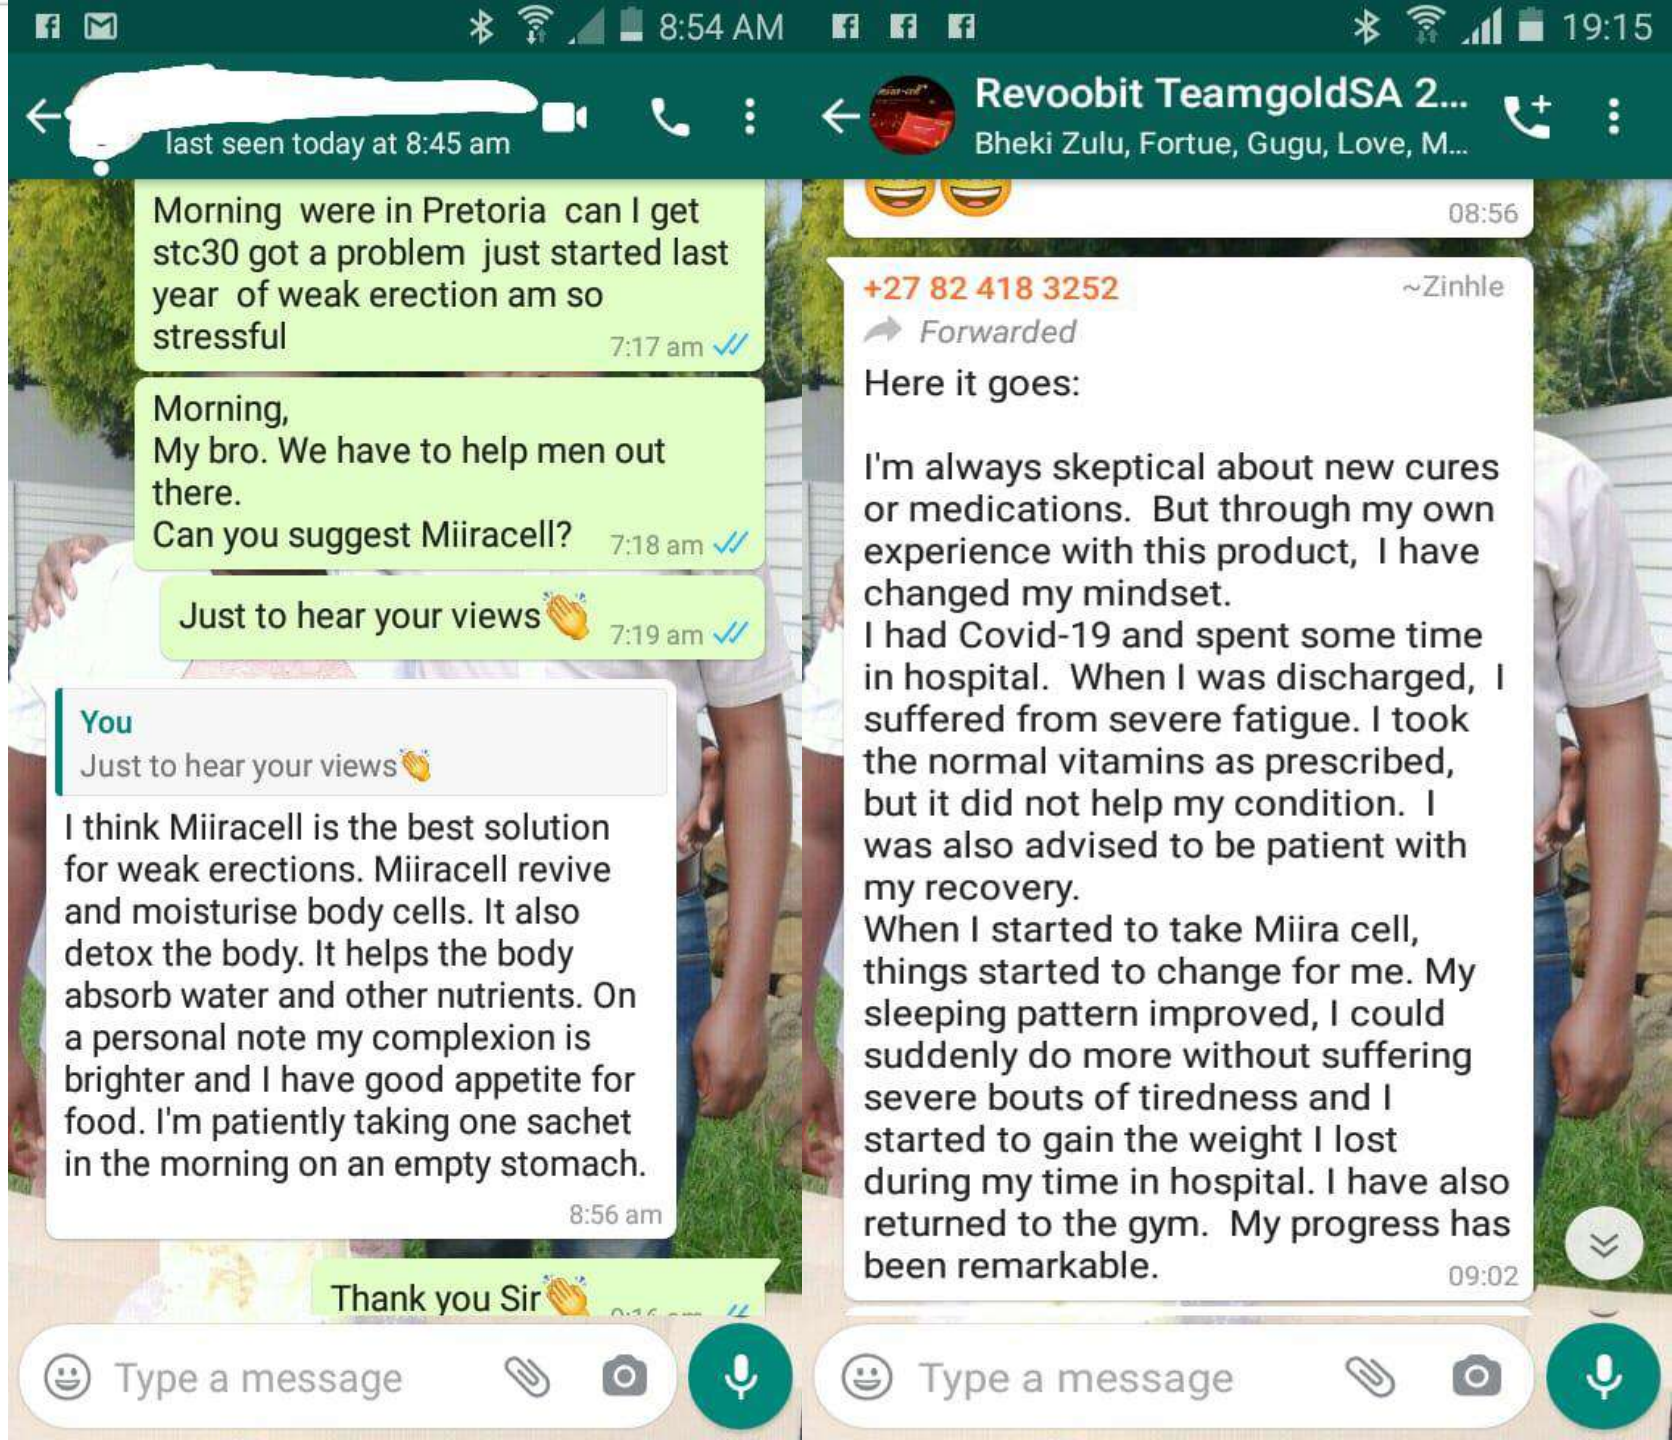 8:54 AM
last seen today at 8:45 am
Morning were in Pretoria can I get
stc30 got a problem just started last
year of weak erection am so
stressful
7:17 am
Morning,
My bro. We have to help men out
there.
Can you suggest Miiracell?
7:18 am
Just to hear your views👏
7:19 am
You
Just to hear your views👏
I think Miiracell is the best solution
for weak erections. Miiracell revive
and moisturise body cells. It also
detox the body. It helps the body
absorb water and other nutrients. On
a personal note my complexion is
brighter and I have good appetite for
food. I'm patiently taking one sachet
in the morning on an empty stomach.
8:56 am
Thank you Sir👏
Type a message
19:15
Revoobit TeamgoldSA 2...
Bheki Zulu, Fortue, Gugu, Love, M...
08:56
+27 82 418 3252
~Zinhle
Forwarded
Here it goes:
I'm always skeptical about new cures
or medications. But through my own
experience with this product, I have
changed my mindset.
I had Covid-19 and spent some time
in hospital. When I was discharged, I
suffered from severe fatigue. I took
the normal vitamins as prescribed,
but it did not help my condition. I
was also advised to be patient with
my recovery.
When I started to take Miira cell,
things started to change for me. My
sleeping pattern improved, I could
suddenly do more without suffering
severe bouts of tiredness and I
started to gain the weight I lost
during my time in hospital. I have also
returned to the gym. My progress has
been remarkable.
09:02
Type a message